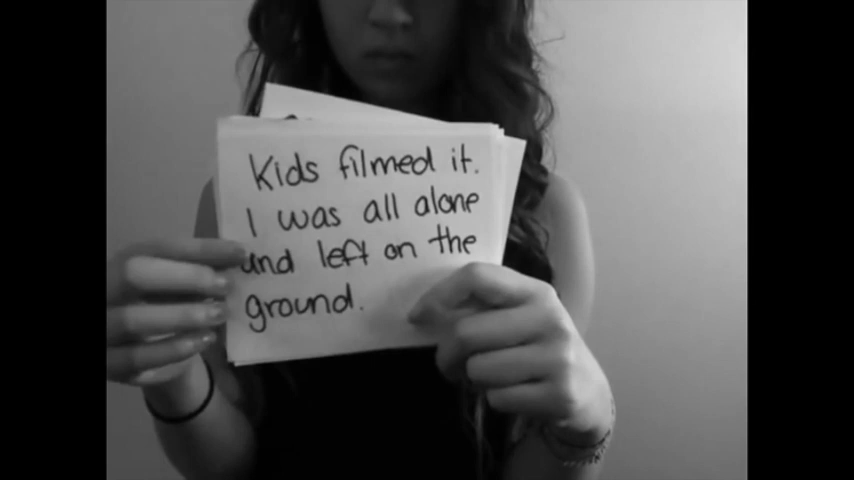 Kids filmed it.
I was all alone
and left on the
ground.